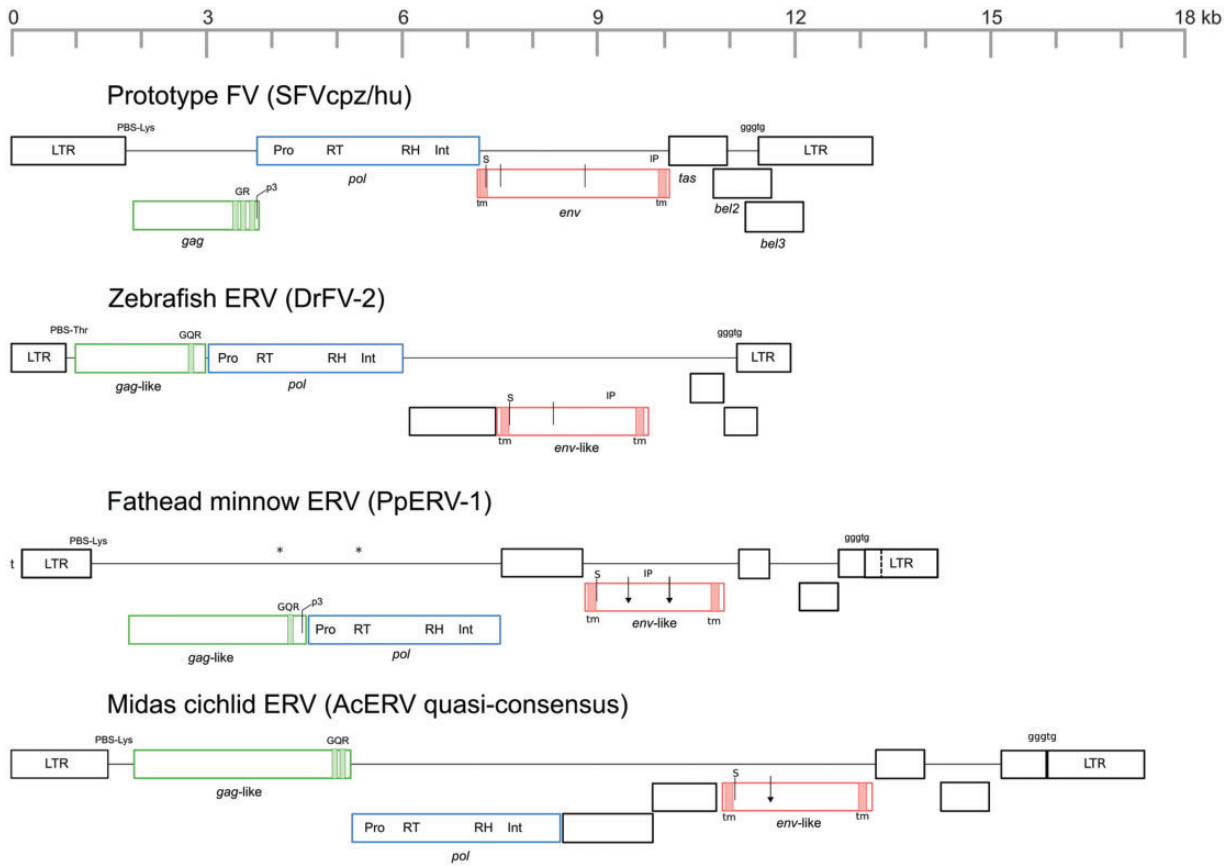 0 3 6 9 12 15 18 kb
Prototype FV (SFVcpz/hu)
PBS-Lys gggtg
LTR Pro RT RH Int LTR
pol S IP tas
GR p3 tm env tm bel2
gag bel3
Zebrafish ERV (DrFV-2)
PBS-Thr GQR gggtg
LTR Pro RT RH Int LTR
gag-like pol
S IP
tm env-like tm
Fathead minnow ERV (PpERV-1)
PBS-Lys * * gggtg
t LTR LTR
S IP
GQR p3 tm env-like tm
Pro RT RH Int
gag-like pol
Midas cichlid ERV (AcERV quasi-consensus)
PBS-Lys GQR gggtg
LTR LTR
gag-like S
tm env-like tm
Pro RT RH Int
pol